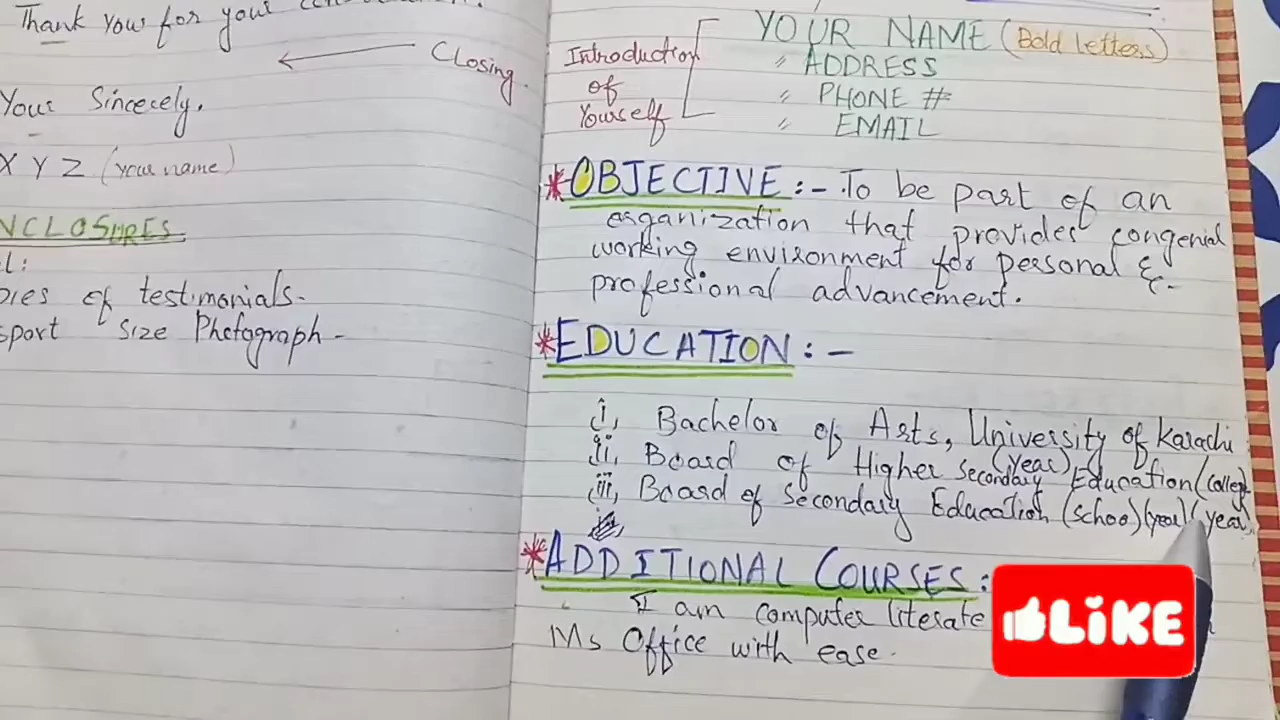 Thank you for your
Closing
Your Sincerely,
X Y Z (your name)
NCLOSURES
l:
pies of testimonials.
sport size Photograph -
YOUR NAME (Bold letters)
Introduction of Yourself
" ADDRESS
" PHONE #
" EMAIL
*OBJECTIVE :- To be part of an
organization that provides congenial
working environment for personal &
professional advancement.
*EDUCATION :-
i, Bachelor of Arts, University of Karachi
(year)
ii, Board of Higher secondary Education (College
iii, Board of Secondary Education (school) (year) (year)
*ADDITIONAL COURSES:
I am computer literate
Ms Office with ease.
LIKE